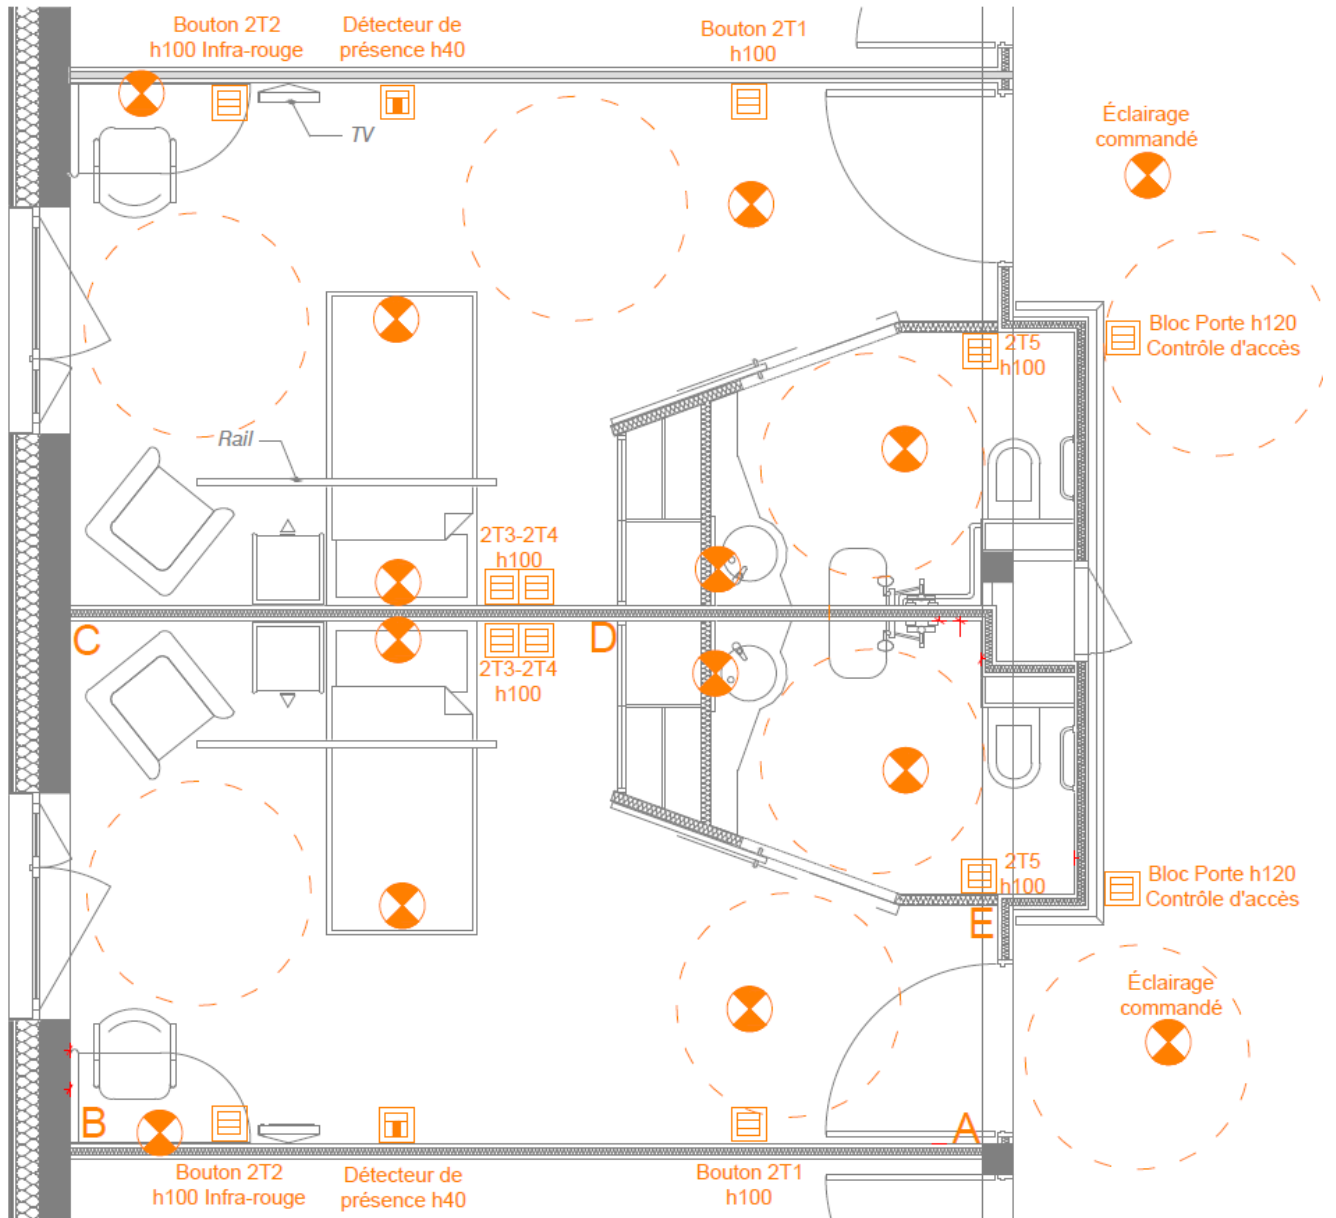 Bouton 2T2
h100 Infra-rouge
Détecteur de
présence h40
Bouton 2T1
h100
TV
Éclairage
commandé
2T5
h100
Bloc Porte h120
Contrôle d'accès
Rail
2T3-2T4
h100
C
D
2T3-2T4
h100
2T5
h100
Bloc Porte h120
Contrôle d'accès
E
Éclairage
commandé
B
A
Bouton 2T2
h100 Infra-rouge
Détecteur de
présence h40
Bouton 2T1
h100